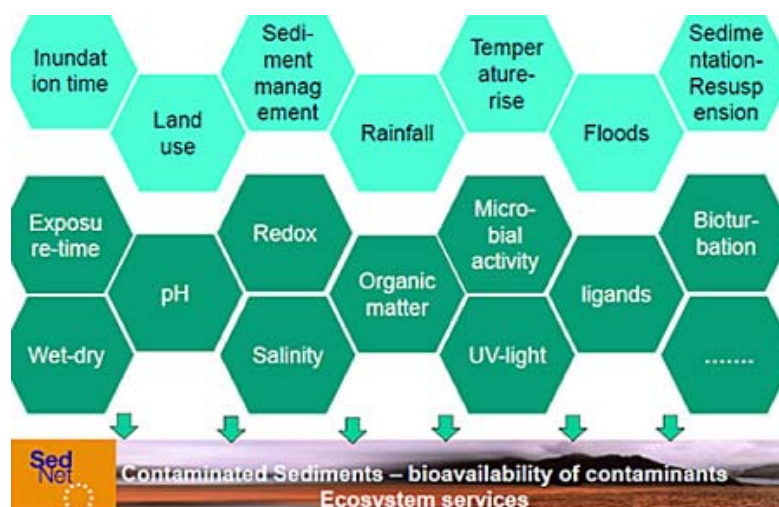 Inundat
ion time
Land
use
Sedi-
ment
manag
ement
Rainfall
Temper
ature-
rise
Floods
Sedime
ntation-
Resusp
ension
Exposu
re-time
pH
Redox
Organic
matter
Micro-
bial
activity
ligands
Biotur-
bation
Wet-dry
Salinity
UV-light
.......
Sed
Net
Contaminated Sediments – bioavailability of contaminants
Ecosystem services